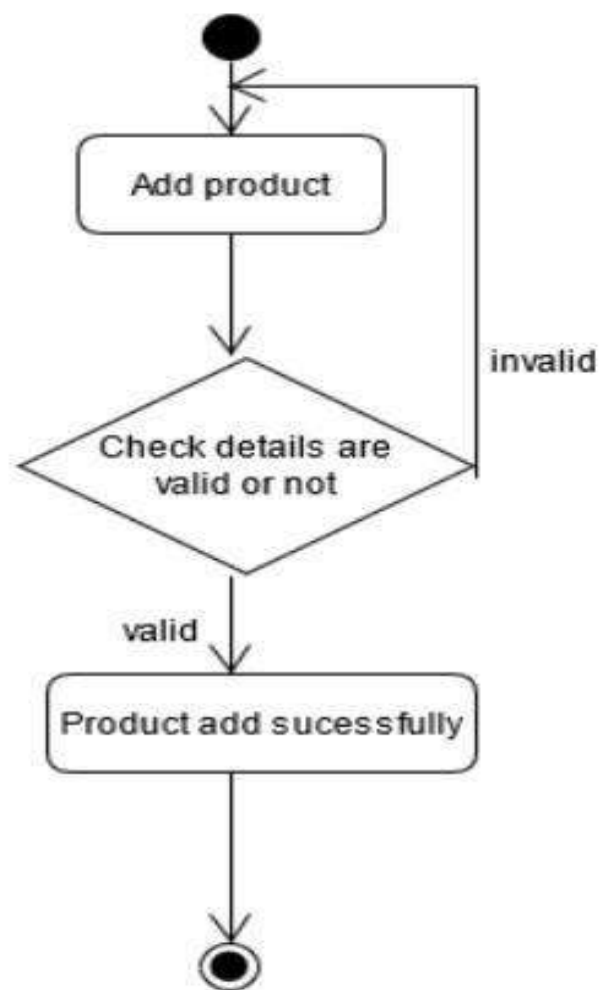 Add product
invalid
Check details are
valid or not
valid
Product add sucessfully